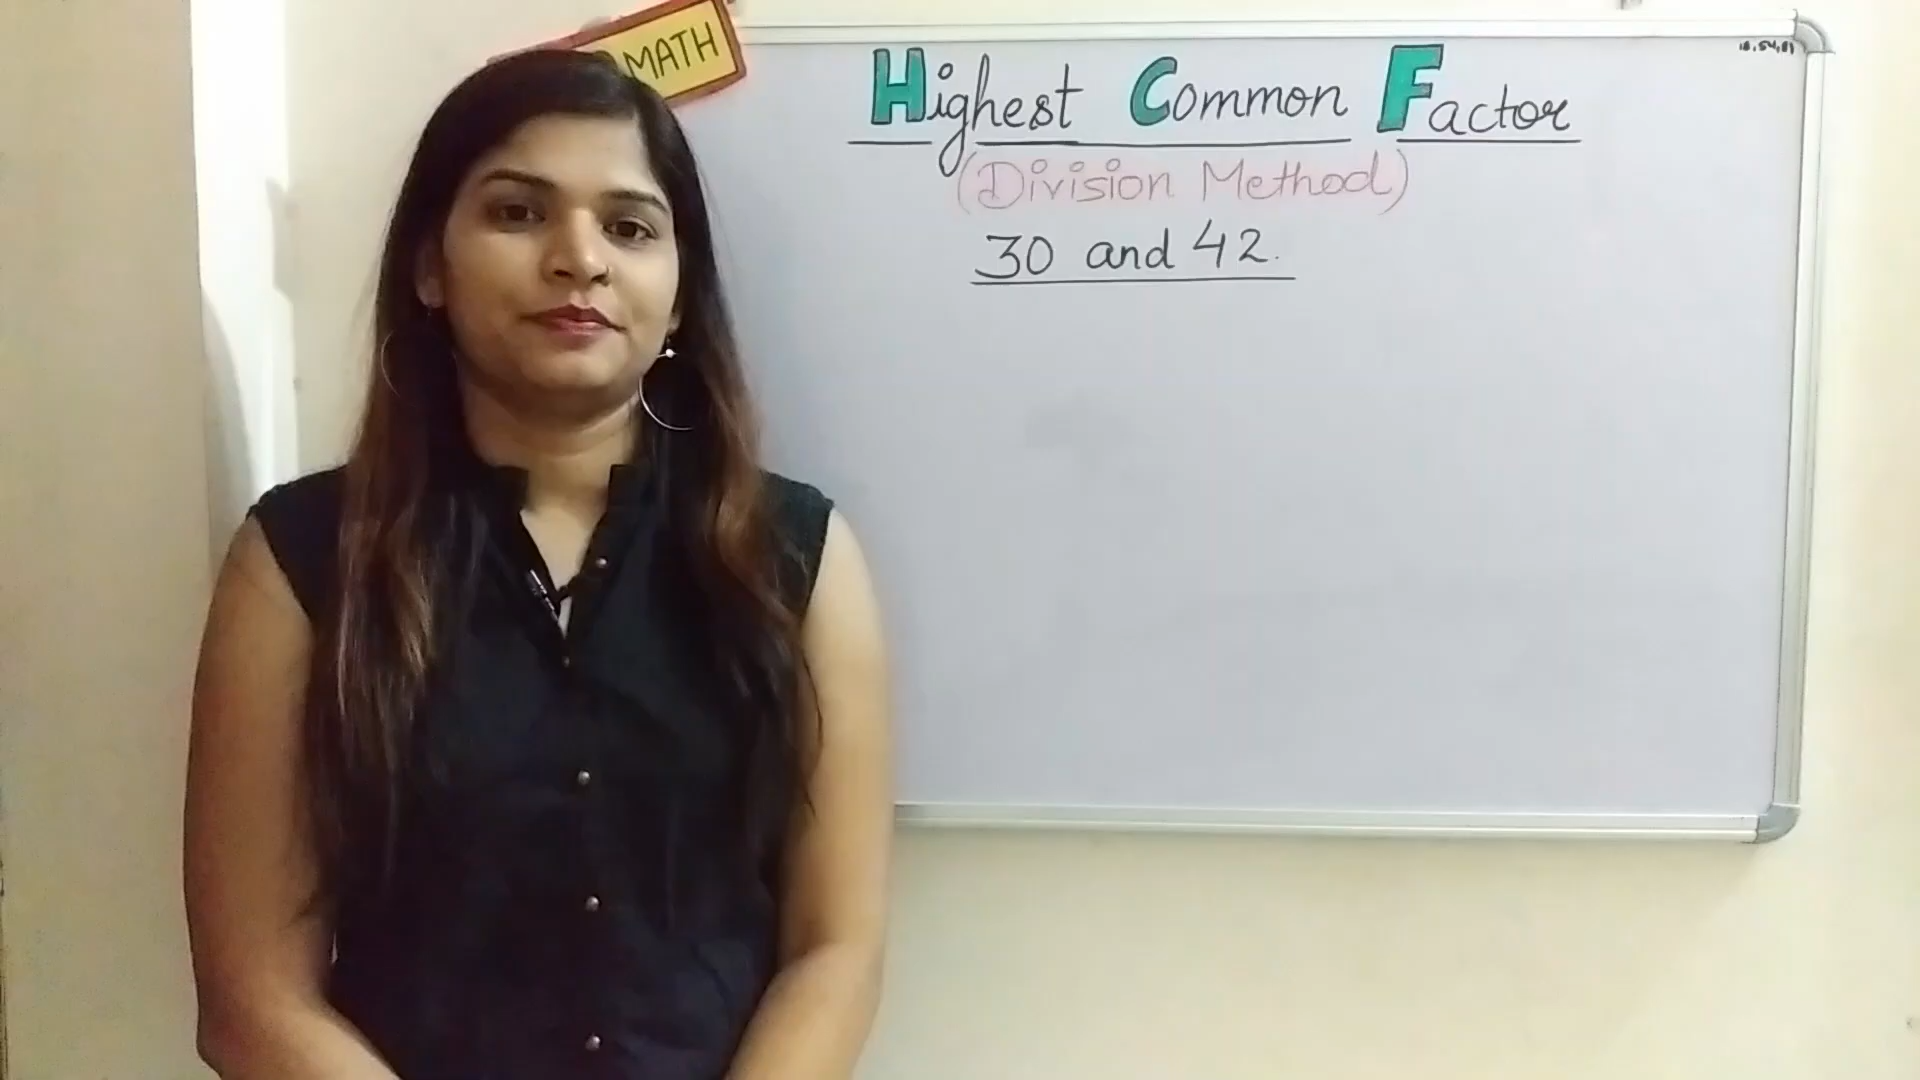 MATH
Highest Common Factor
(Division Method)
30 and 42.